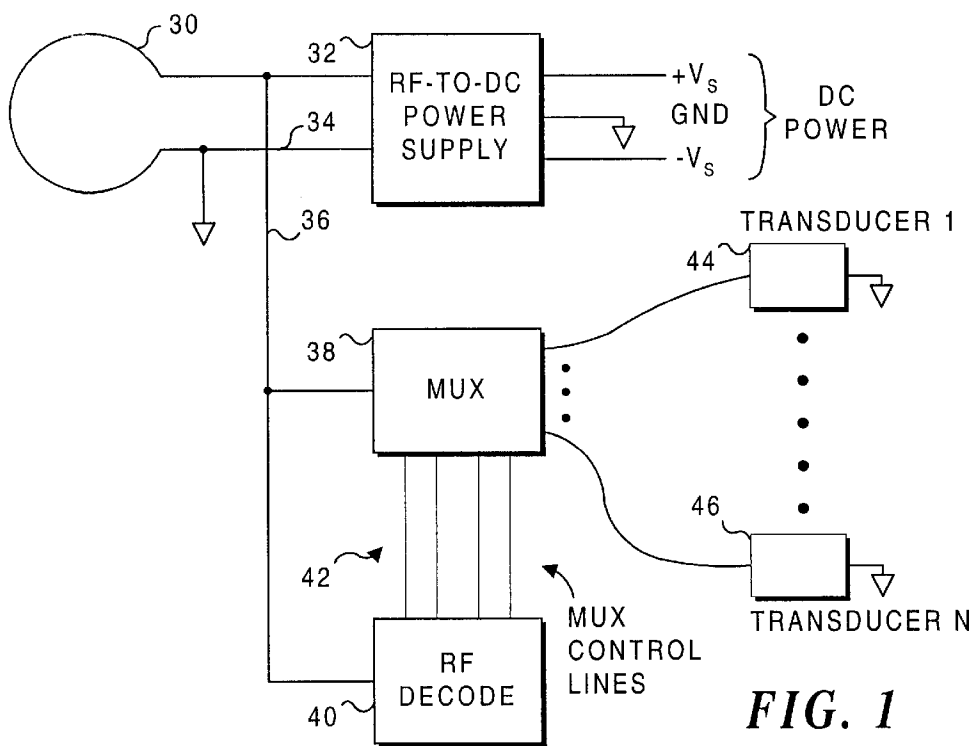 30
32
RF-TO-DC
POWER
SUPPLY
+VS
GND
-VS
DC
POWER
34
36
TRANSDUCER 1
44
38
MUX
46
TRANSDUCER N
42
MUX
CONTROL
LINES
RF
DECODE
40
FIG. 1